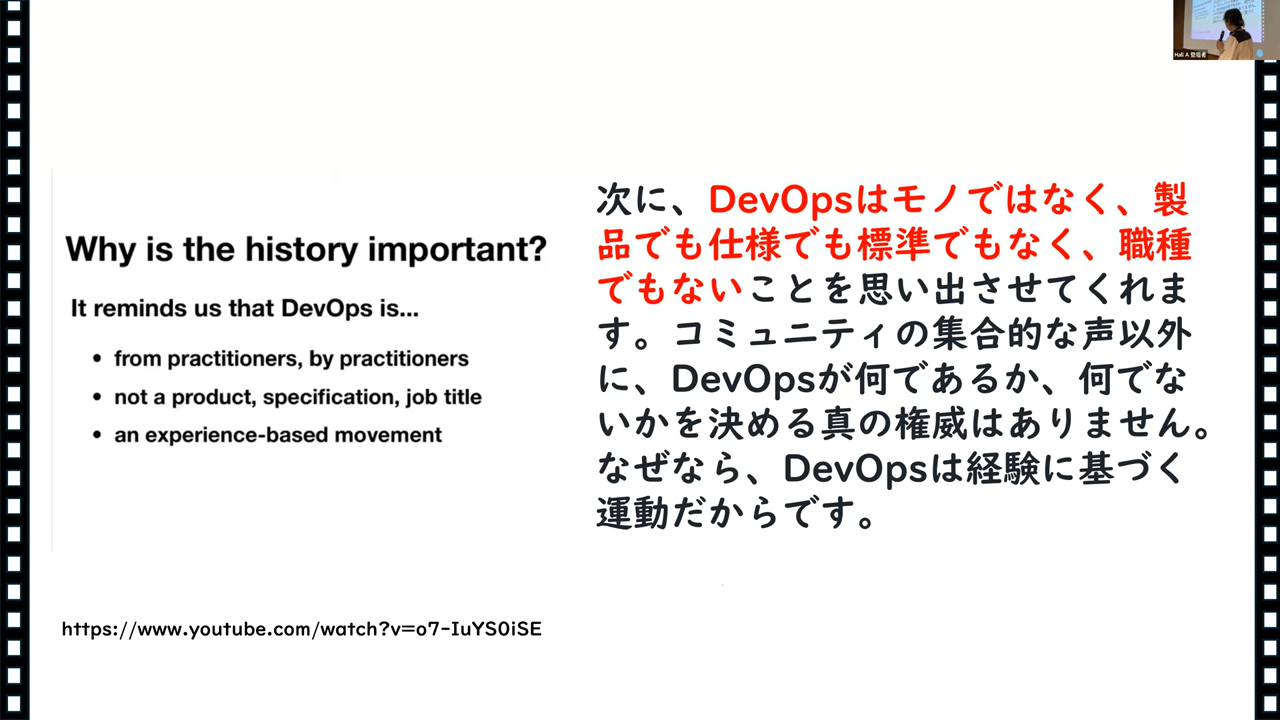 Hall A 登壇者
Why is the history important?
It reminds us that DevOps is...
• from practitioners, by practitioners
• not a product, specification, job title
• an experience-based movement
次に、DevOpsはモノではなく、製
品でも仕様でも標準でもなく、職種
でもないことを思い出させてくれま
す。コミュニティの集合的な声以外
に、DevOpsが何であるか、何でな
いかを決める真の権威はありません。
なぜなら、DevOpsは経験に基づく
運動だからです。
https://www.youtube.com/watch?v=o7-IuYS0iSE